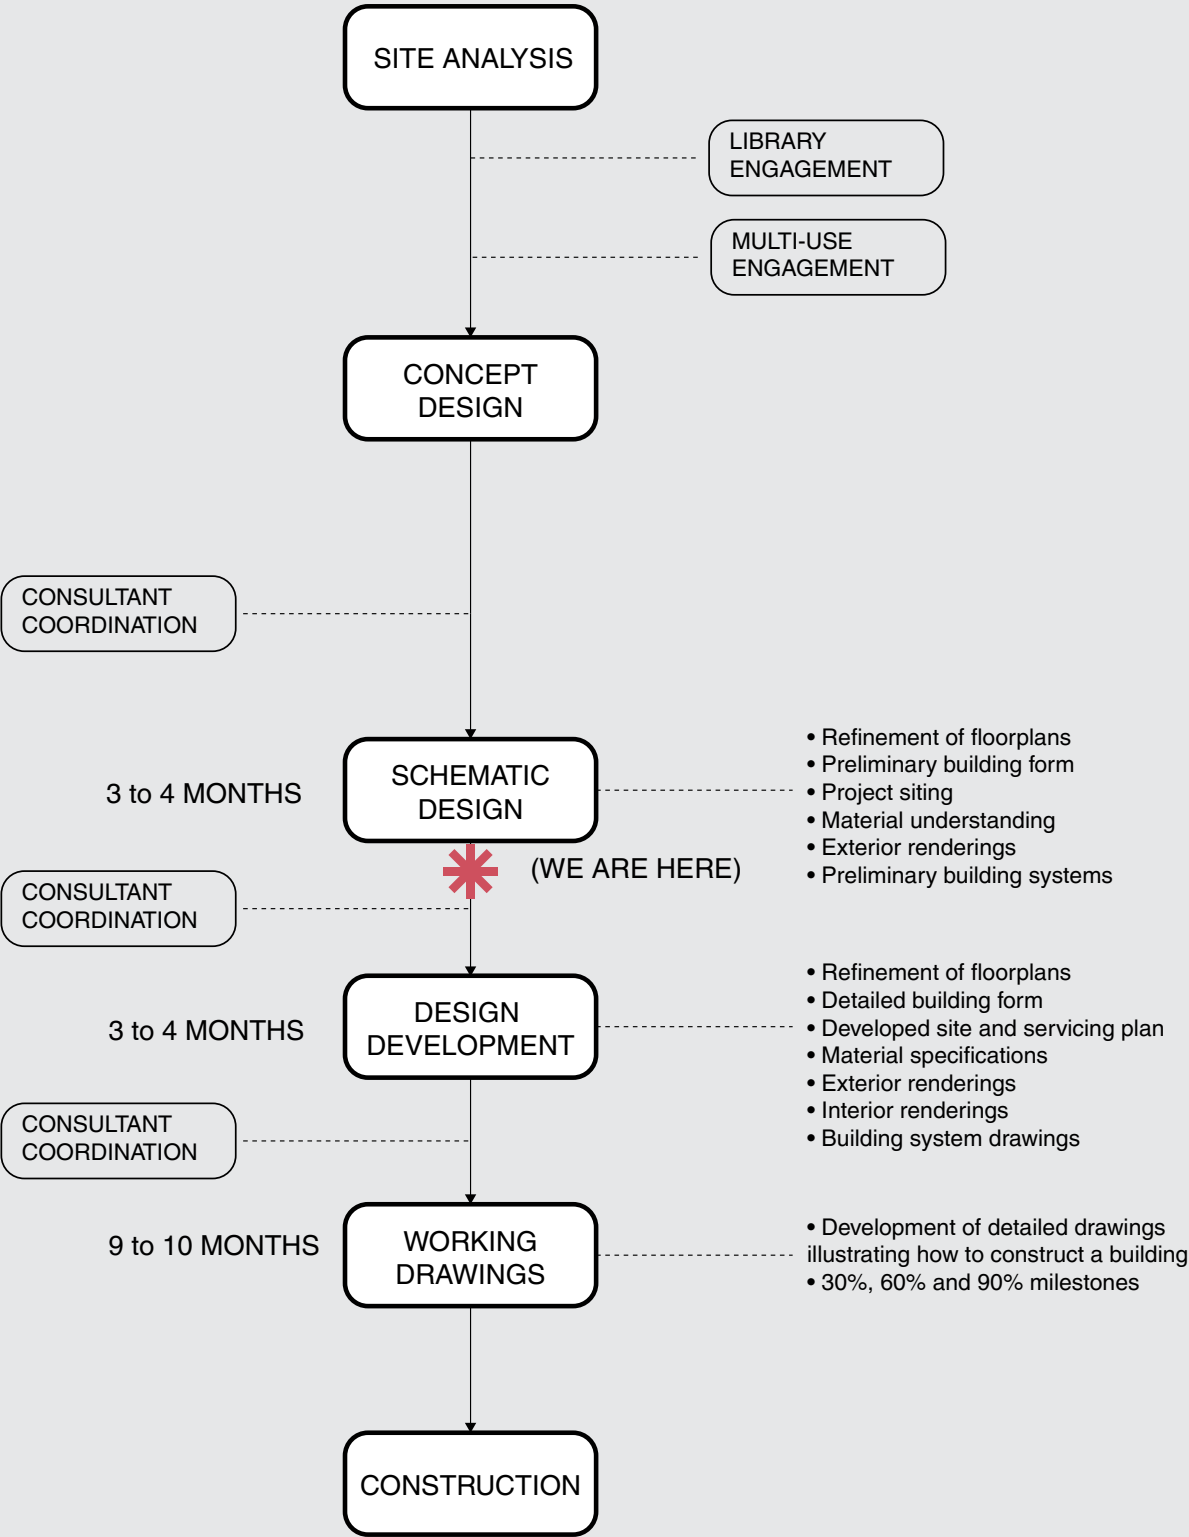 SITE ANALYSIS
LIBRARY
ENGAGEMENT
MULTI-USE
ENGAGEMENT
CONCEPT
DESIGN
CONSULTANT
COORDINATION
3 to 4 MONTHS
SCHEMATIC
DESIGN
• Refinement of floorplans
• Preliminary building form
• Project siting
• Material understanding
• Exterior renderings
• Preliminary building systems
(WE ARE HERE)
CONSULTANT
COORDINATION
3 to 4 MONTHS
DESIGN
DEVELOPMENT
• Refinement of floorplans
• Detailed building form
• Developed site and servicing plan
• Material specifications
• Exterior renderings
• Interior renderings
• Building system drawings
CONSULTANT
COORDINATION
9 to 10 MONTHS
WORKING
DRAWINGS
• Development of detailed drawings
illustrating how to construct a building
• 30%, 60% and 90% milestones
CONSTRUCTION